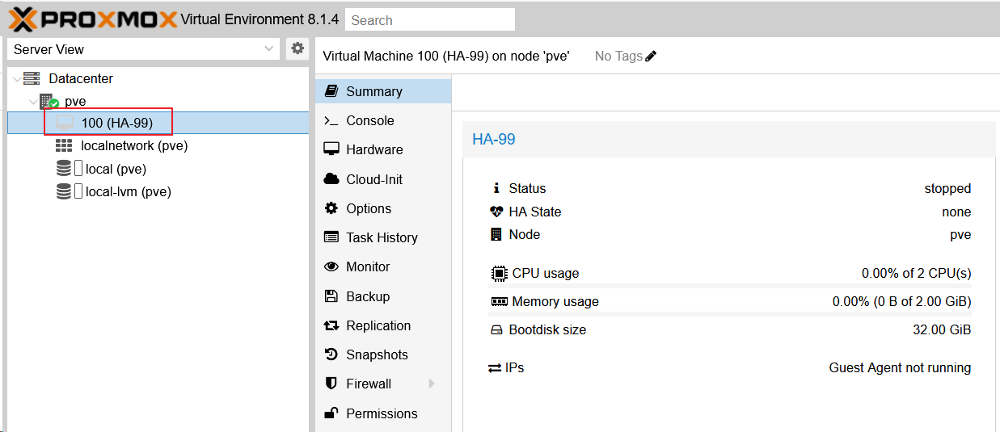 PROXMOX Virtual Environment 8.1.4 Search
Server View
Virtual Machine 100 (HA-99) on node 'pve' No Tags
Datacenter
pve
100 (HA-99)
localnetwork (pve)
local (pve)
local-lvm (pve)
Summary
Console
Hardware
Cloud-Init
Options
Task History
Monitor
Backup
Replication
Snapshots
Firewall
Permissions
HA-99
Status stopped
HA State none
Node pve
CPU usage 0.00% of 2 CPU(s)
Memory usage 0.00% (0 B of 2.00 GiB)
Bootdisk size 32.00 GiB
IPs Guest Agent not running